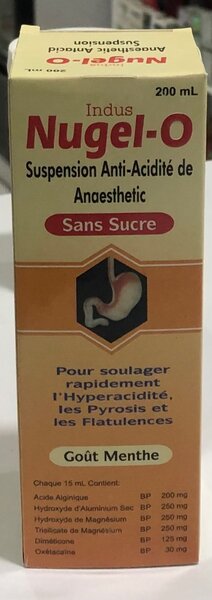 Indus
Anaesthetic Antacid
Suspension
Nugel-O
200 mL
200 mL
Indus
Nugel-O
Suspension Anti-Acidité de
Anaesthetic
Sans Sucre
Pour soulager
rapidement
l'Hyperacidité,
les Pyrosis et
les Flatulences
Goût Menthe
Chaque 15 mL Contient:
Acide Alginique BP 200 mg
Hydroxyde d'Aluminium Sec BP 250 mg
Hydroxyde de Magnésium BP 250 mg
Trisilicate de Magnésium BP 250 mg
Diméticone BP 125 mg
Oxétacaïne BP 30 mg